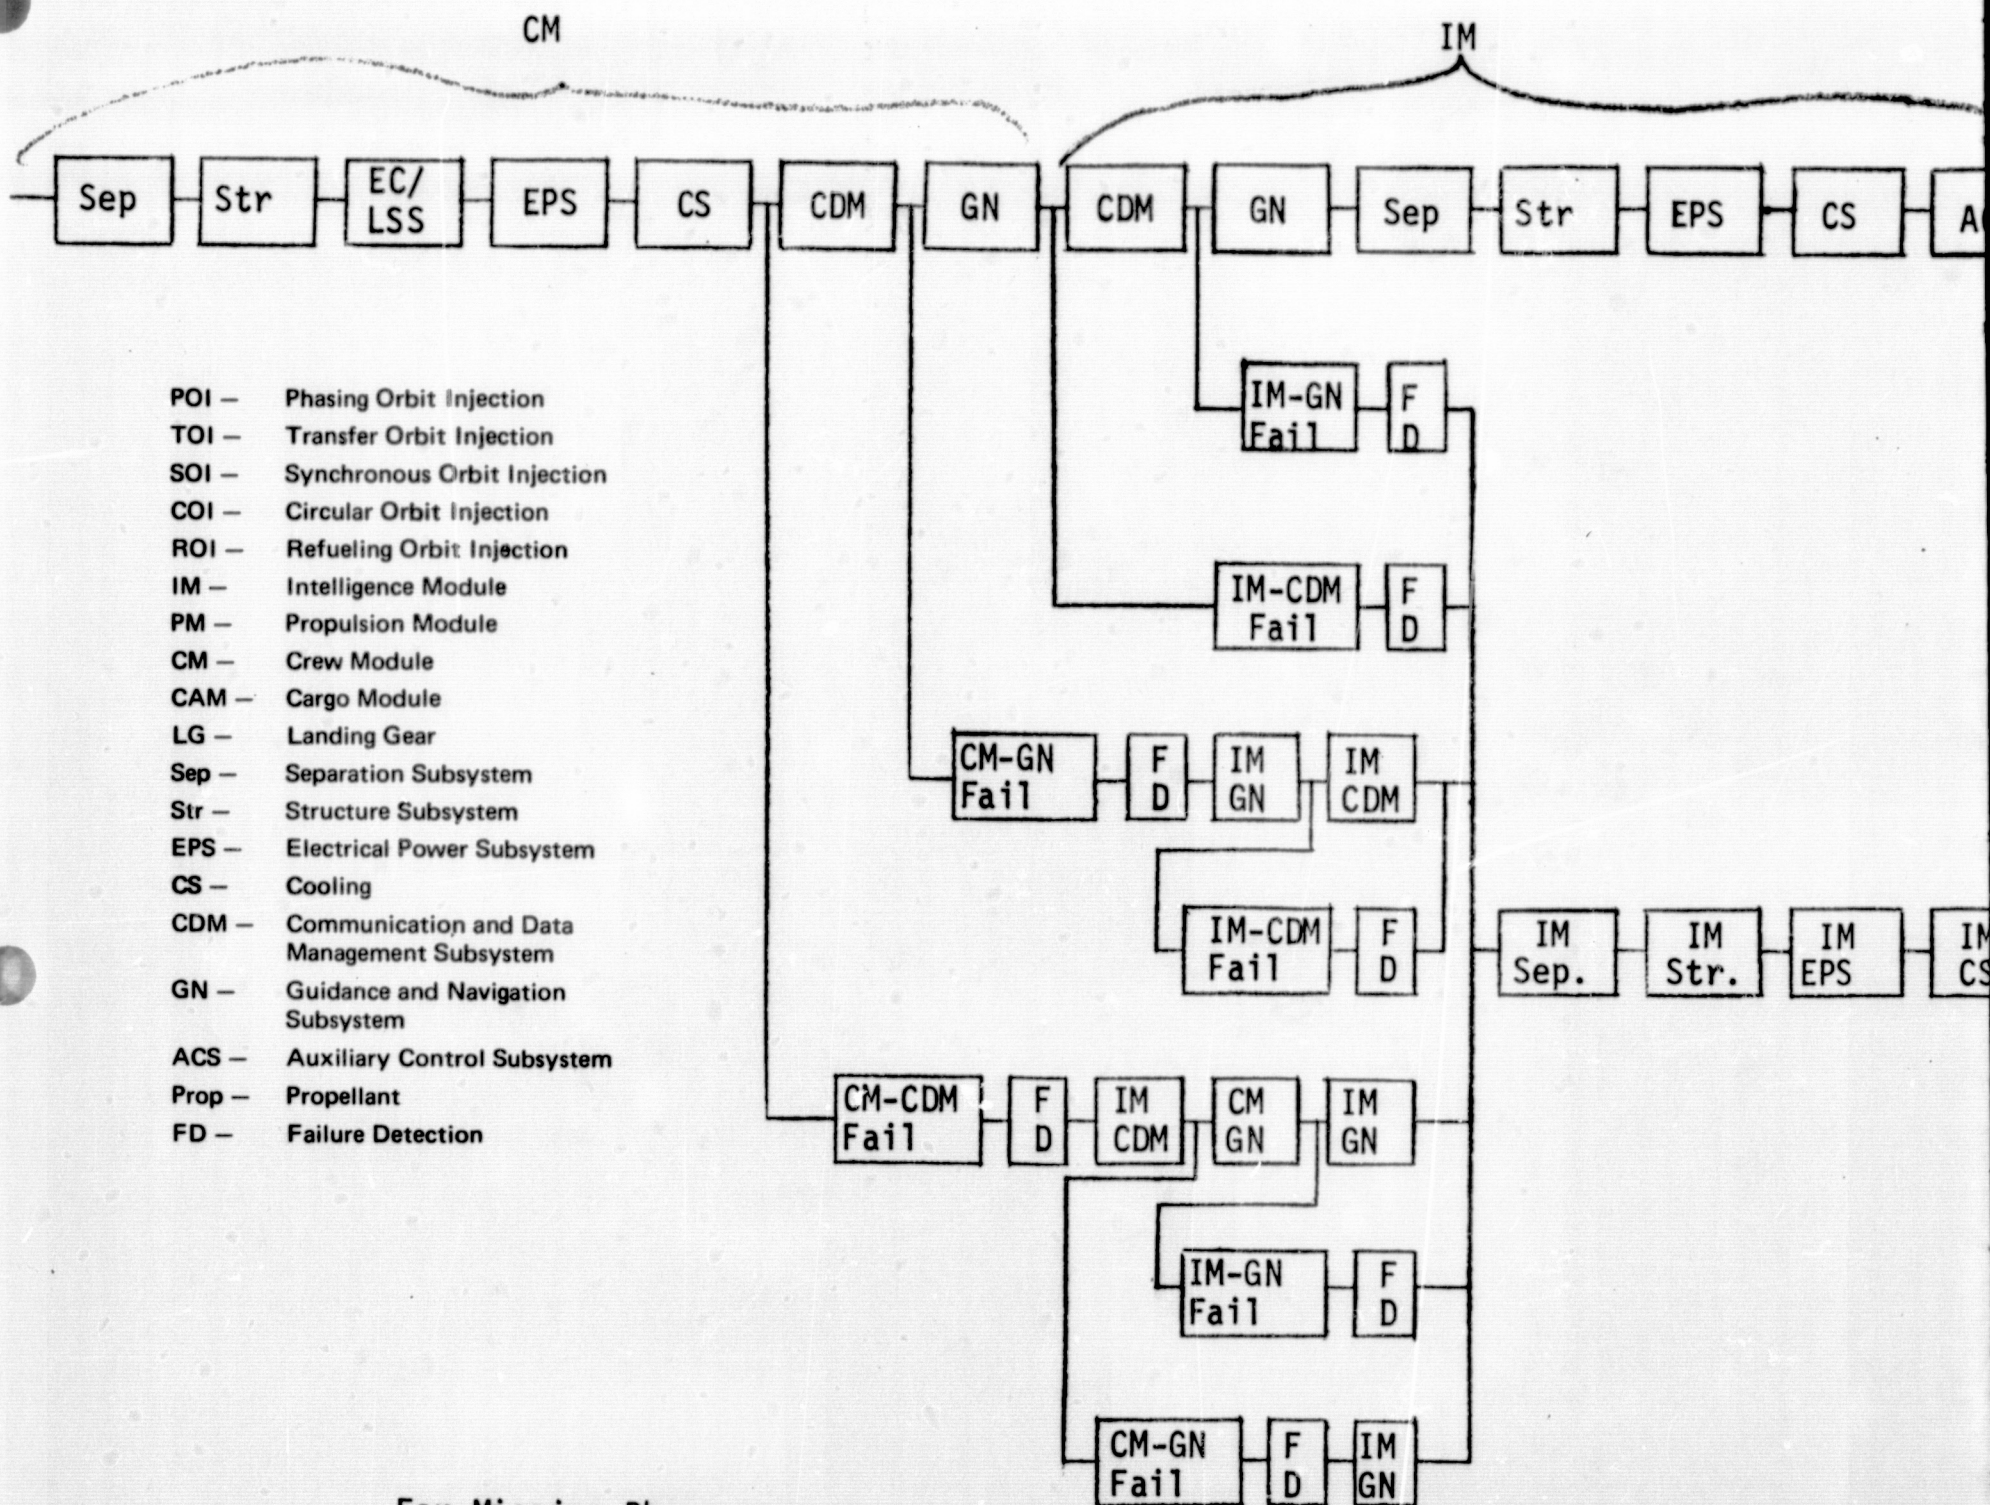 CM
IM
Sep
Str
EC/
LSS
EPS
CS
CDM
GN
CDM
GN
Sep
Str
EPS
CS
POI — Phasing Orbit Injection
TOI — Transfer Orbit Injection
SOI — Synchronous Orbit Injection
COI — Circular Orbit Injection
ROI — Refueling Orbit Injection
IM — Intelligence Module
PM — Propulsion Module
CM — Crew Module
CAM — Cargo Module
LG — Landing Gear
Sep — Separation Subsystem
Str — Structure Subsystem
EPS — Electrical Power Subsystem
CS — Cooling
CDM — Communication and Data
Management Subsystem
GN — Guidance and Navigation
Subsystem
ACS — Auxiliary Control Subsystem
Prop — Propellant
FD — Failure Detection
IM-GN
Fail
F
D
IM-CDM
Fail
F
D
CM-GN
Fail
F
D
IM
GN
IM
CDM
IM-CDM
Fail
F
D
IM
Sep.
IM
Str.
IM
EPS
IM
CS
CM-CDM
Fail
F
D
IM
CDM
CM
GN
IM
GN
IM-GN
Fail
F
D
CM-GN
Fail
F
D
IM
GN